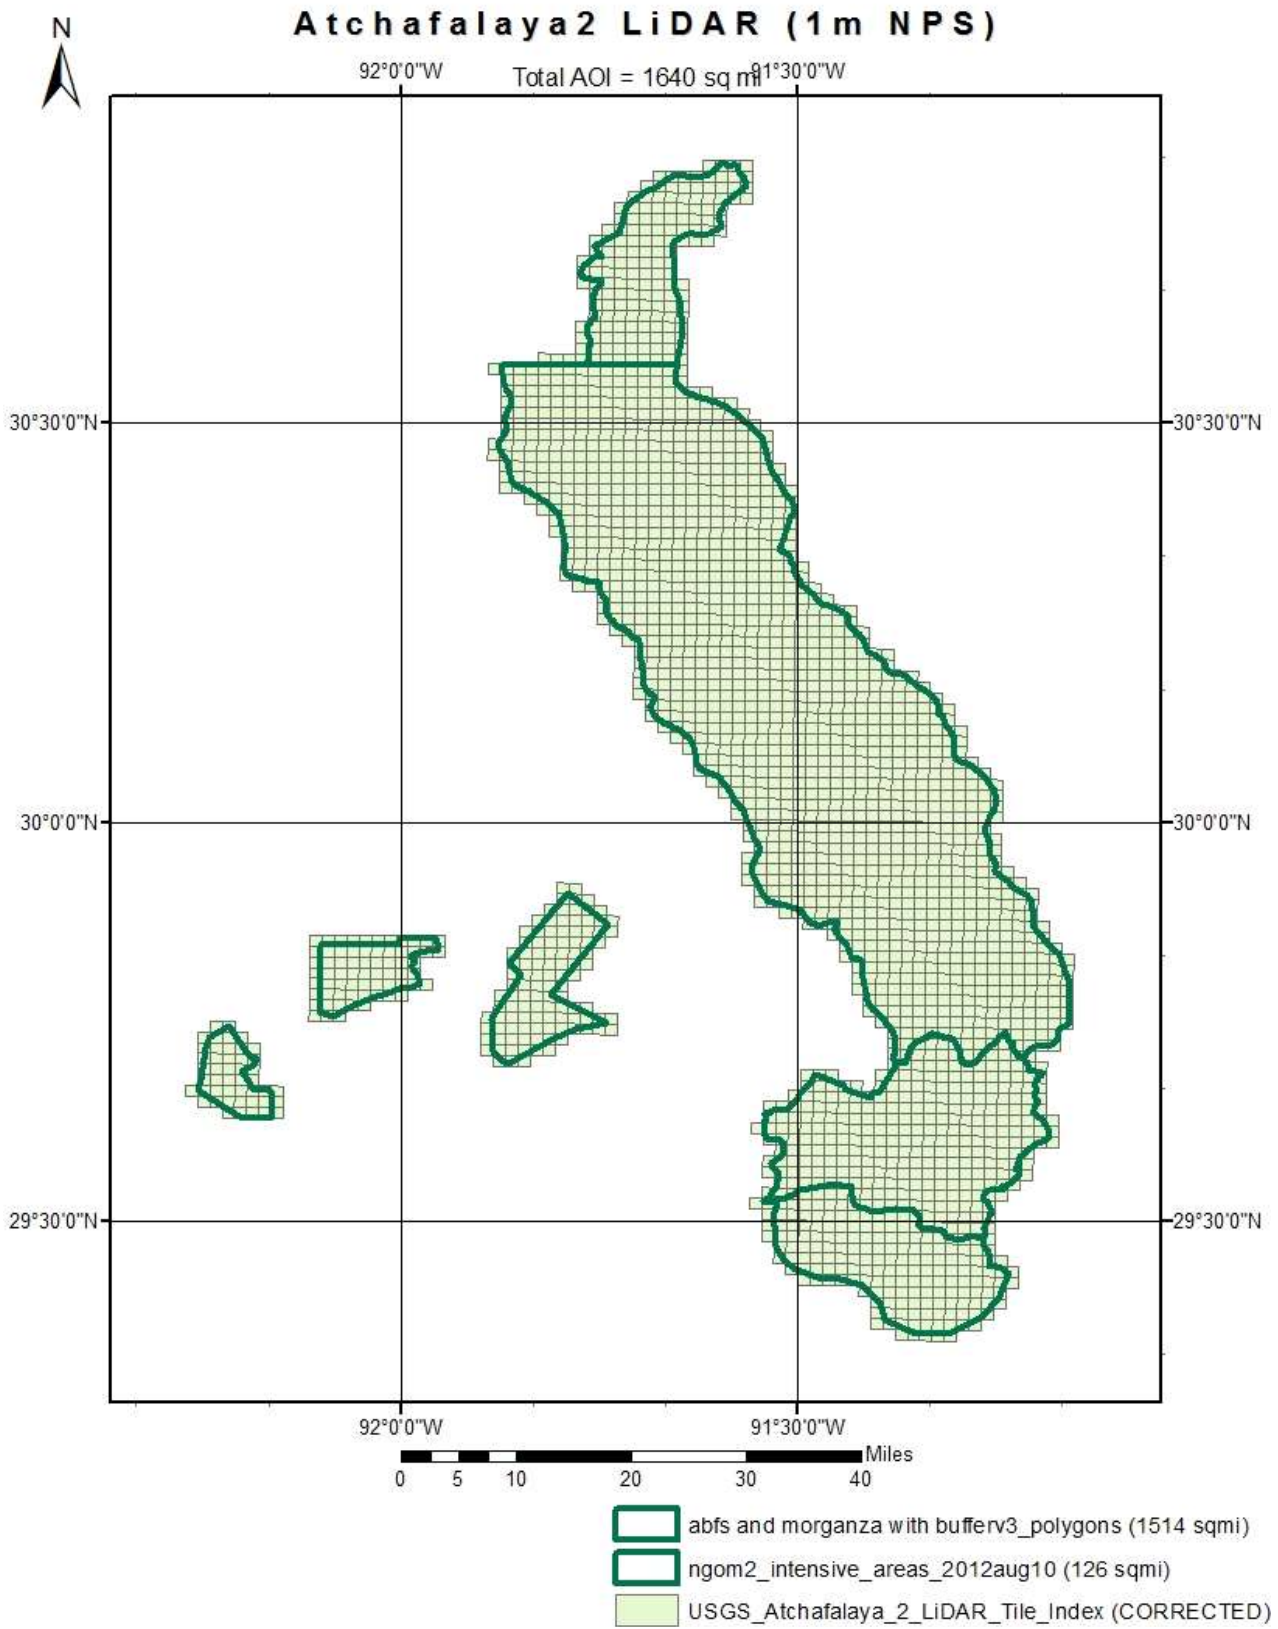 Atchafalaya2 LiDAR (1m NPS)
N
92°0'0"W
Total AOI = 1640 sq mi
91°30'0"W
30°30'0"N
30°30'0"N
30°0'0"N
30°0'0"N
29°30'0"N
29°30'0"N
92°0'0"W
91°30'0"W
Miles
0 5 10 20 30 40
abfs and morganza with bufferv3_polygons (1514 sqmi)
ngom2_intensive_areas_2012aug10 (126 sqmi)
USGS_Atchafalaya_2_LiDAR_Tile_Index (CORRECTED)